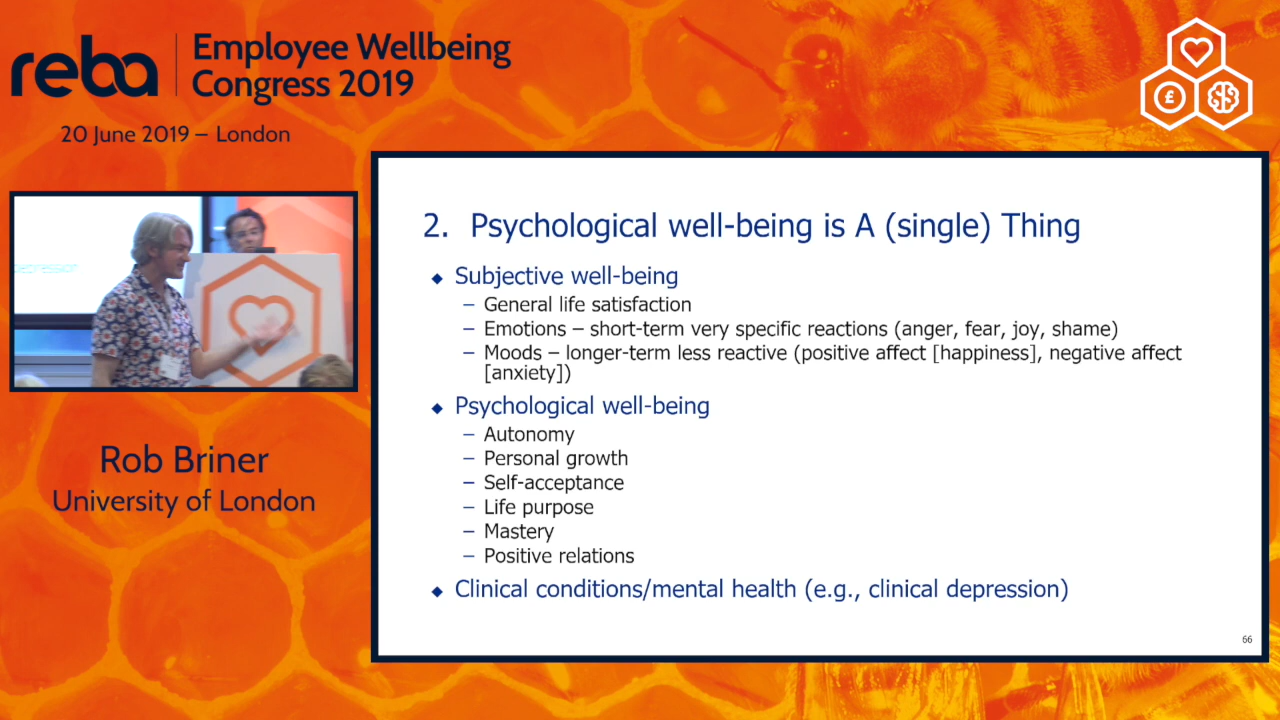 reba
Employee Wellbeing
Congress 2019
20 June 2019 – London
£
Rob Briner
University of London
2. Psychological well-being is A (single) Thing
◆ Subjective well-being
– General life satisfaction
– Emotions – short-term very specific reactions (anger, fear, joy, shame)
– Moods – longer-term less reactive (positive affect [happiness], negative affect
[anxiety])
◆ Psychological well-being
– Autonomy
– Personal growth
– Self-acceptance
– Life purpose
– Mastery
– Positive relations
◆ Clinical conditions/mental health (e.g., clinical depression)
66